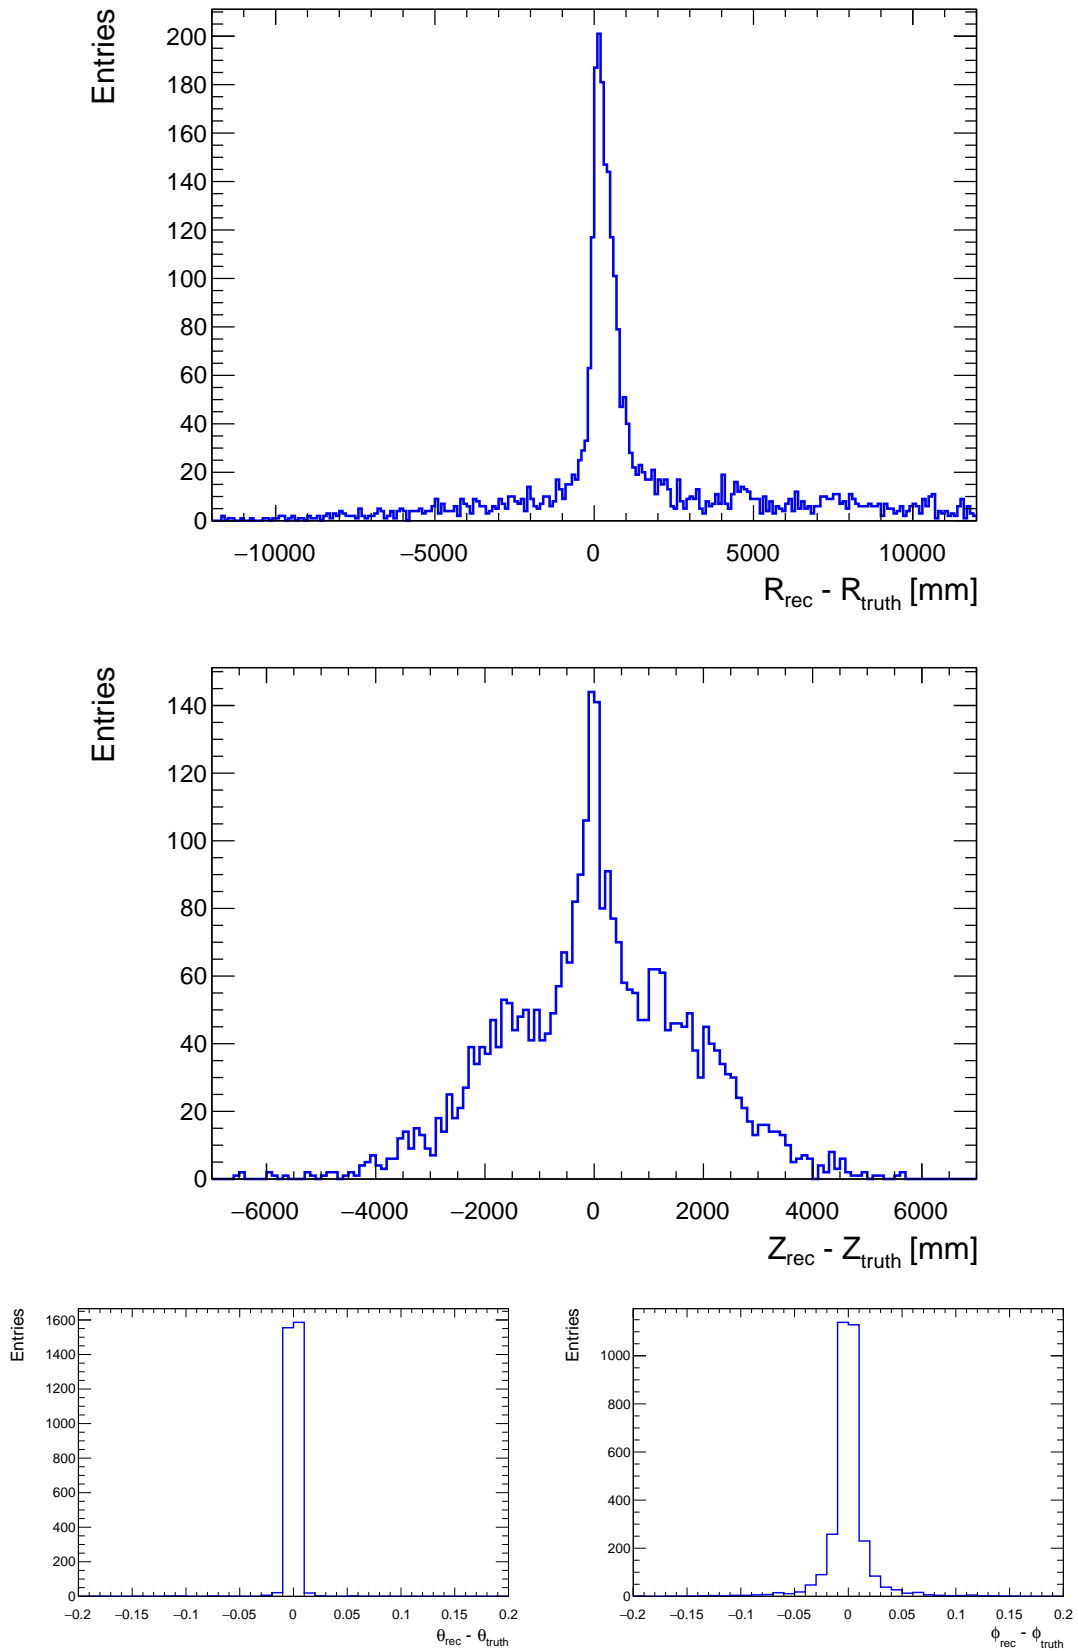 Entries
200
180
160
140
120
100
80
60
40
20
0
−10000 −5000 0 5000 10000
R_rec - R_truth [mm]
Entries
140
120
100
80
60
40
20
0
−6000 −4000 −2000 0 2000 4000 6000
Z_rec - Z_truth [mm]
Entries
1600
1400
1200
1000
800
600
400
200
0
−0.2 −0.15 −0.1 −0.05 0 0.05 0.1 0.15 0.2
θ_rec - θ_truth
Entries
1000
800
600
400
200
0
−0.2 −0.15 −0.1 −0.05 0 0.05 0.1 0.15 0.2
ϕ_rec - ϕ_truth